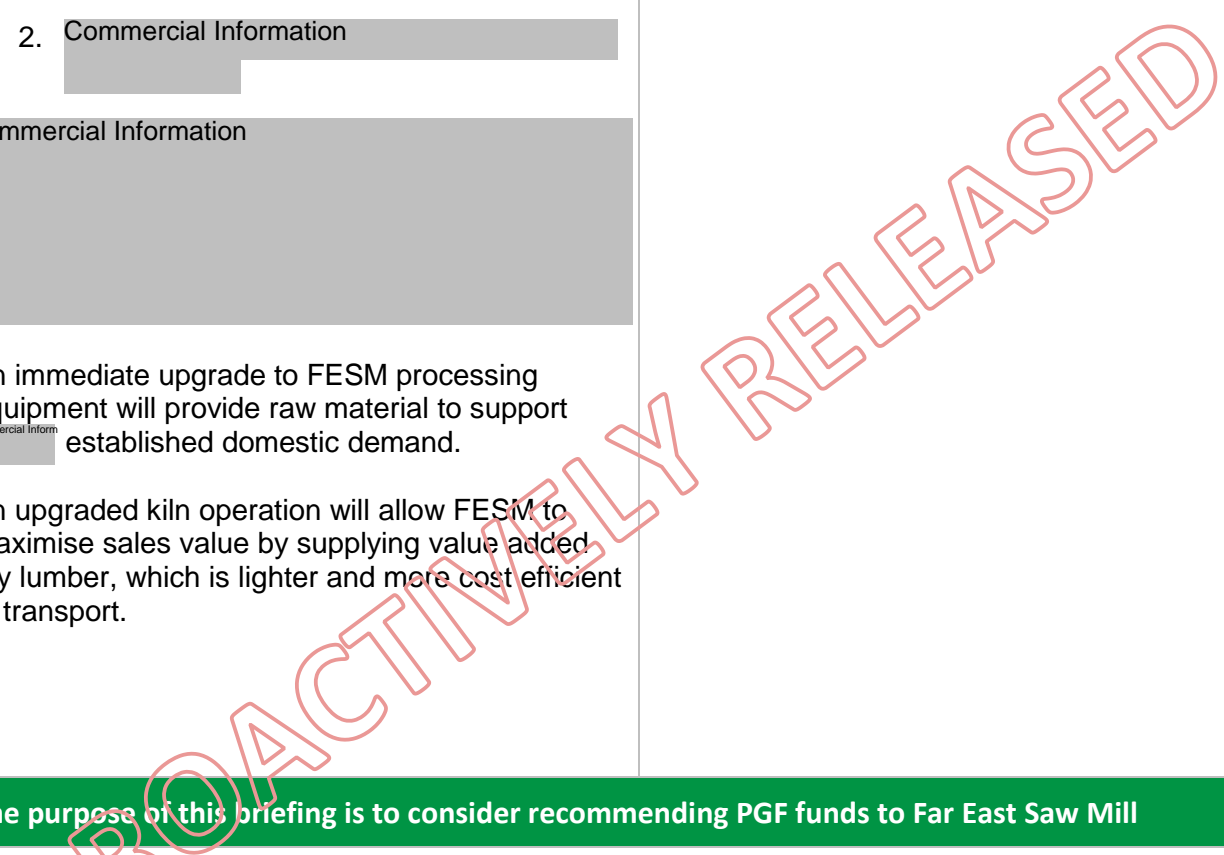 2. Commercial Information
mmercial Information
n immediate upgrade to FESM processing
quipment will provide raw material to support
ercial Inform established domestic demand.
n upgraded kiln operation will allow FESM to
aximise sales value by supplying value added
y lumber, which is lighter and more cost efficient
transport.
ROACTIVELY RELEASED
e purpose of this briefing is to consider recommending PGF funds to Far East Saw Mill